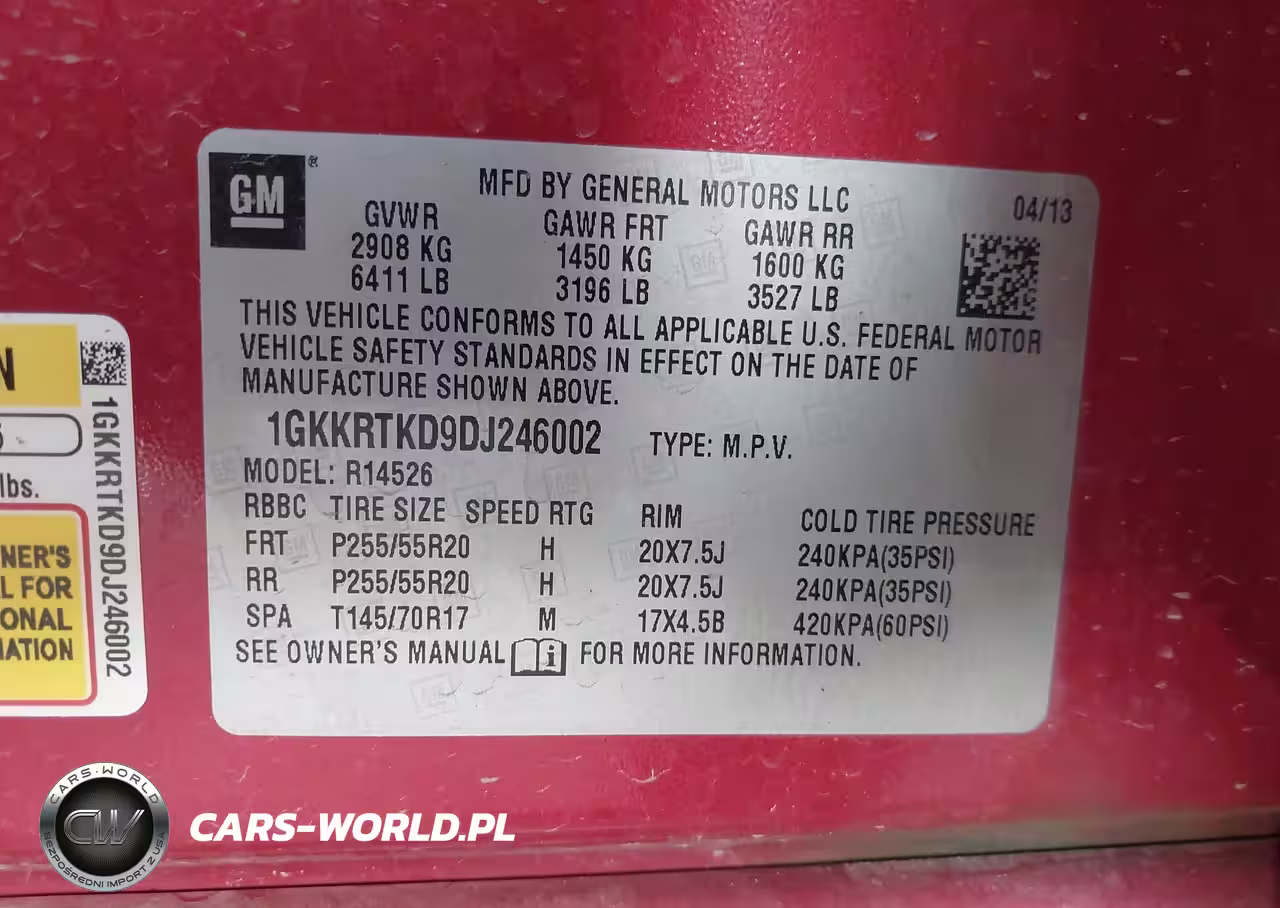 GM ®
MFD BY GENERAL MOTORS LLC
04/13
GVWR GAWR FRT GAWR RR
2908 KG 1450 KG 1600 KG
6411 LB 3196 LB 3527 LB
THIS VEHICLE CONFORMS TO ALL APPLICABLE U.S. FEDERAL MOTOR
VEHICLE SAFETY STANDARDS IN EFFECT ON THE DATE OF
MANUFACTURE SHOWN ABOVE.
1GKKRTKD9DJ246002 TYPE: M.P.V.
MODEL: R14526
RBBC TIRE SIZE SPEED RTG RIM COLD TIRE PRESSURE
FRT P255/55R20 H 20X7.5J 240KPA(35PSI)
RR P255/55R20 H 20X7.5J 240KPA(35PSI)
SPA T145/70R17 M 17X4.5B 420KPA(60PSI)
SEE OWNER'S MANUAL i FOR MORE INFORMATION.
N
lbs.
NER'S
L FOR
ONAL
ATION
1GKKRTKD9DJ246002
CARS-WORLD
CW
BEZPOŚREDNI IMPORT Z USA
CARS-WORLD.PL